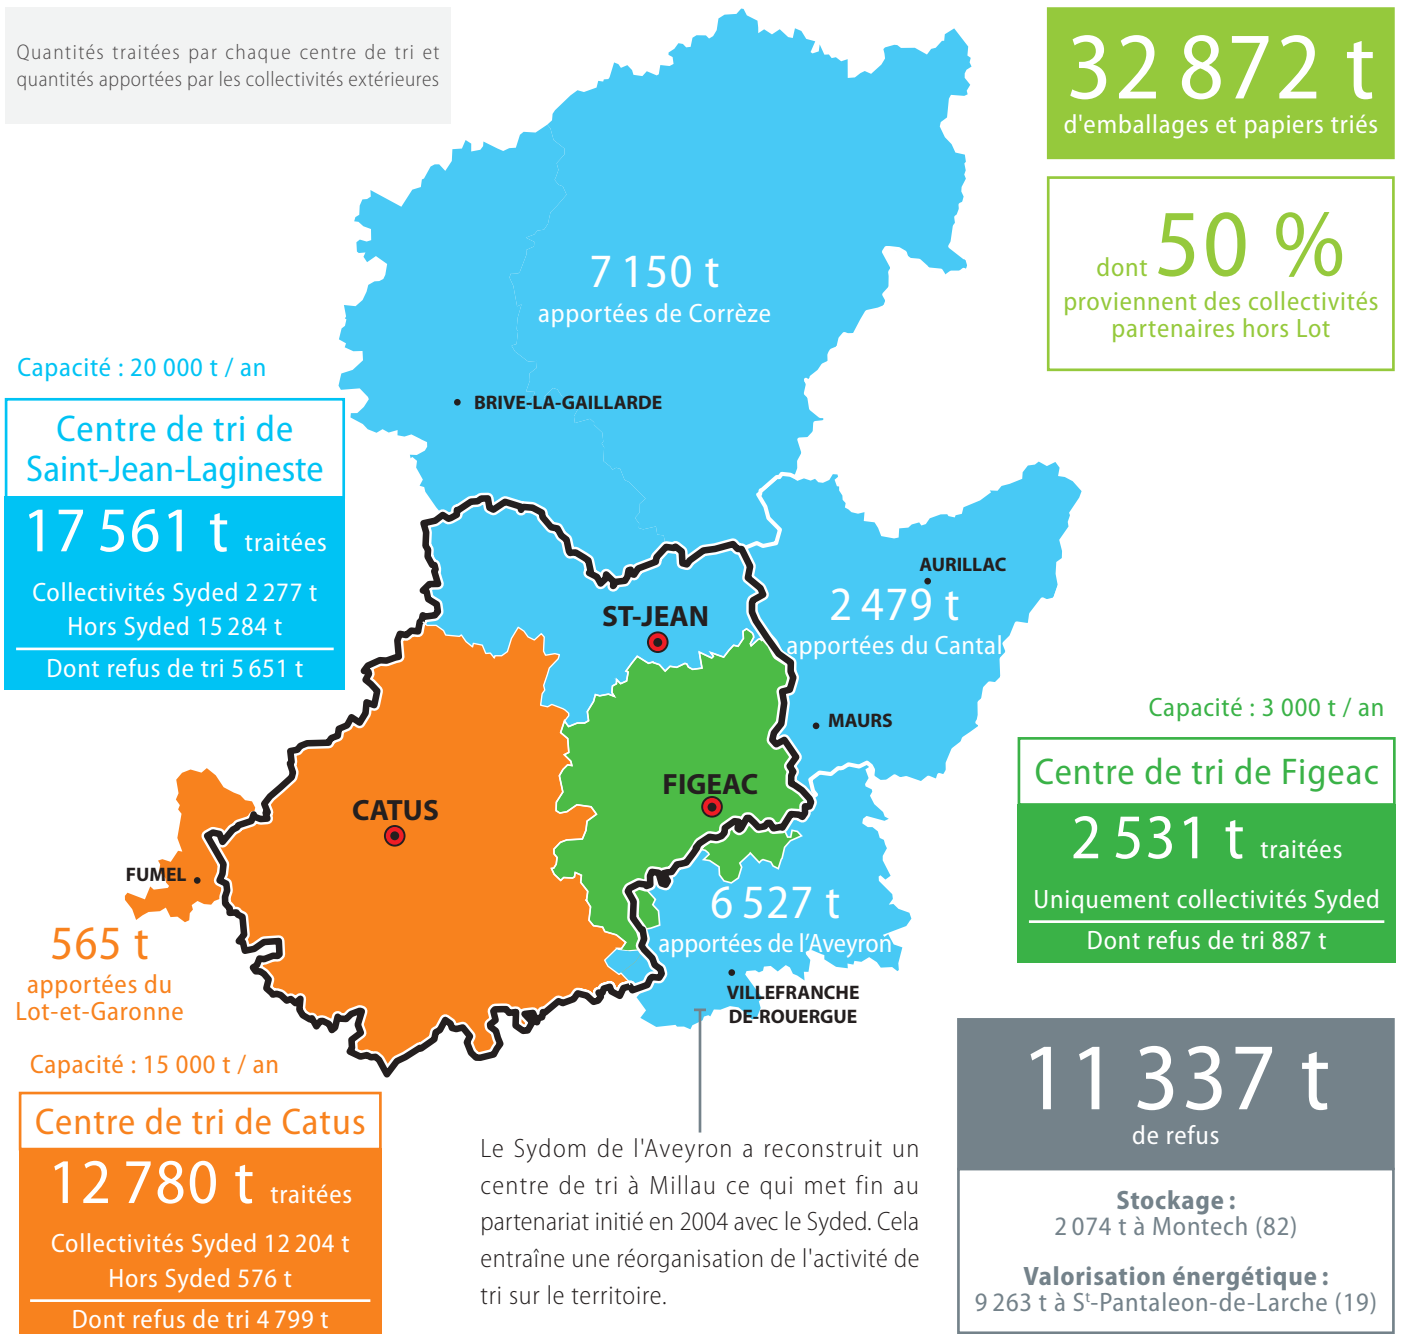 Quantités traitées par chaque centre de tri et
quantités apportées par les collectivités extérieures
32 872 t
d'emballages et papiers triés
dont 50 %
proviennent des collectivités
partenaires hors Lot
7 150 t
apportées de Corrèze
BRIVE-LA-GAILLARDE
Capacité : 20 000 t / an
Centre de tri de
Saint-Jean-Lagineste
17 561 t traitées
Collectivités Syded 2 277 t
Hors Syded 15 284 t
Dont refus de tri 5 651 t
AURILLAC
2 479 t
apportées du Cantal
ST-JEAN
MAURS
Capacité : 3 000 t / an
Centre de tri de Figeac
2 531 t traitées
Uniquement collectivités Syded
Dont refus de tri 887 t
FIGEAC
CATUS
FUMEL
565 t
apportées du
Lot-et-Garonne
6 527 t
apportées de l'Aveyron
VILLEFRANCHE
DE-ROUERGUE
Capacité : 15 000 t / an
Centre de tri de Catus
12 780 t traitées
Collectivités Syded 12 204 t
Hors Syded 576 t
Dont refus de tri 4 799 t
Le Sydom de l'Aveyron a reconstruit un
centre de tri à Millau ce qui met fin au
partenariat initié en 2004 avec le Syded. Cela
entraîne une réorganisation de l'activité de
tri sur le territoire.
11 337 t
de refus
Stockage :
2 074 t à Montech (82)
Valorisation énergétique :
9 263 t à St-Pantaleon-de-Larche (19)